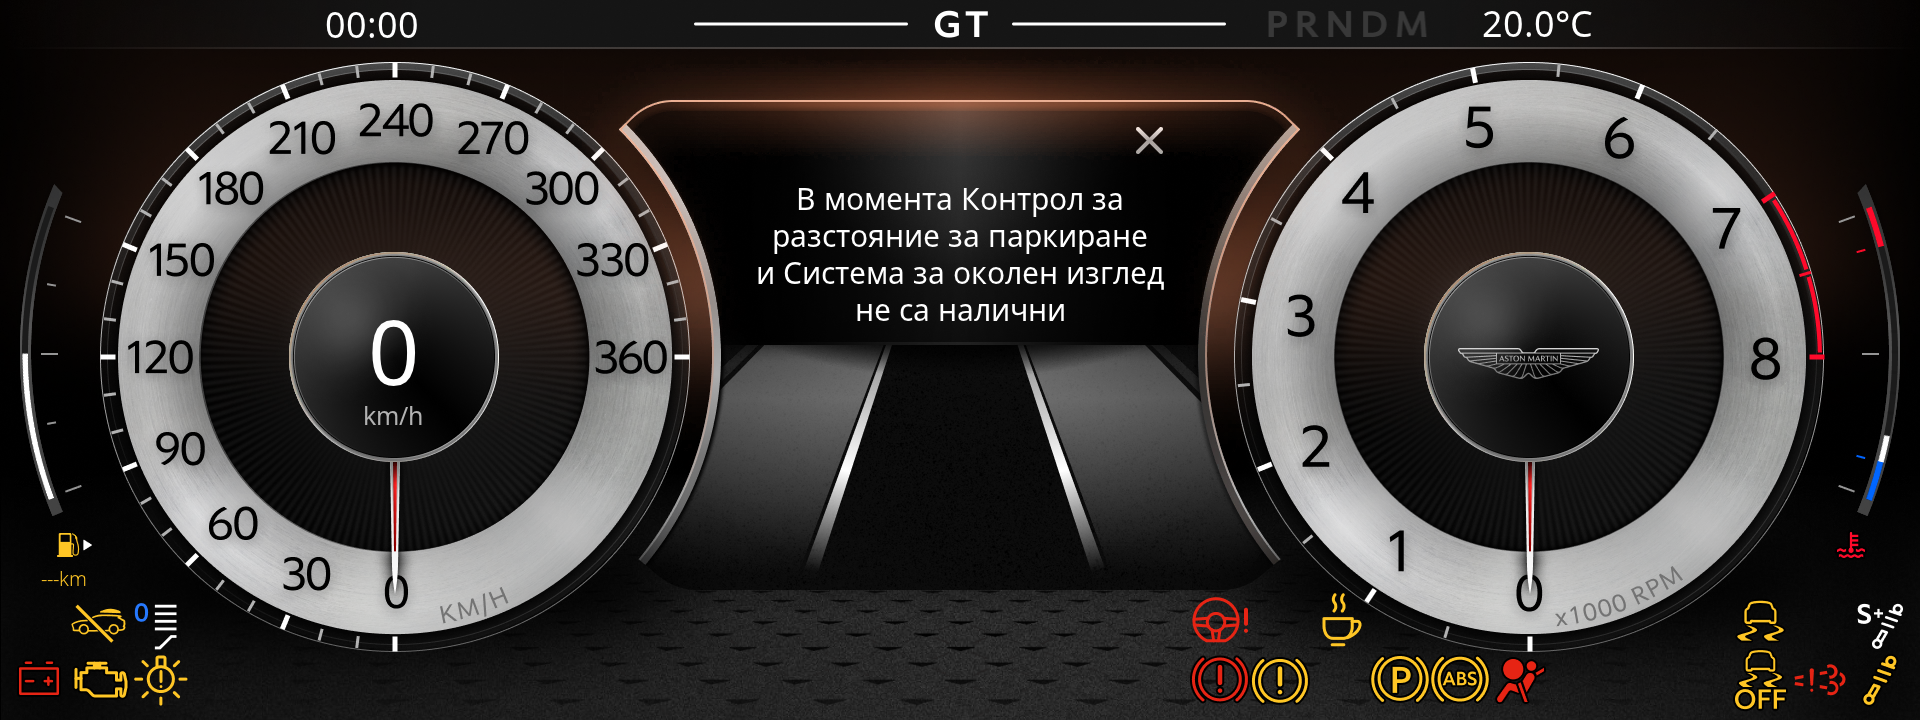 00:00
GT
PRNDM
20.0°C
240
210
270
180
300
150
330
120
360
90
60
30
0
KM/H
0
km/h
В момента Контрол за
разстояние за паркиране
и Система за околен изглед
не са налични
5
6
4
7
3
8
2
1
0
x1000 RPM
ASTON MARTIN
---km
0
S+
P
ABS
OFF